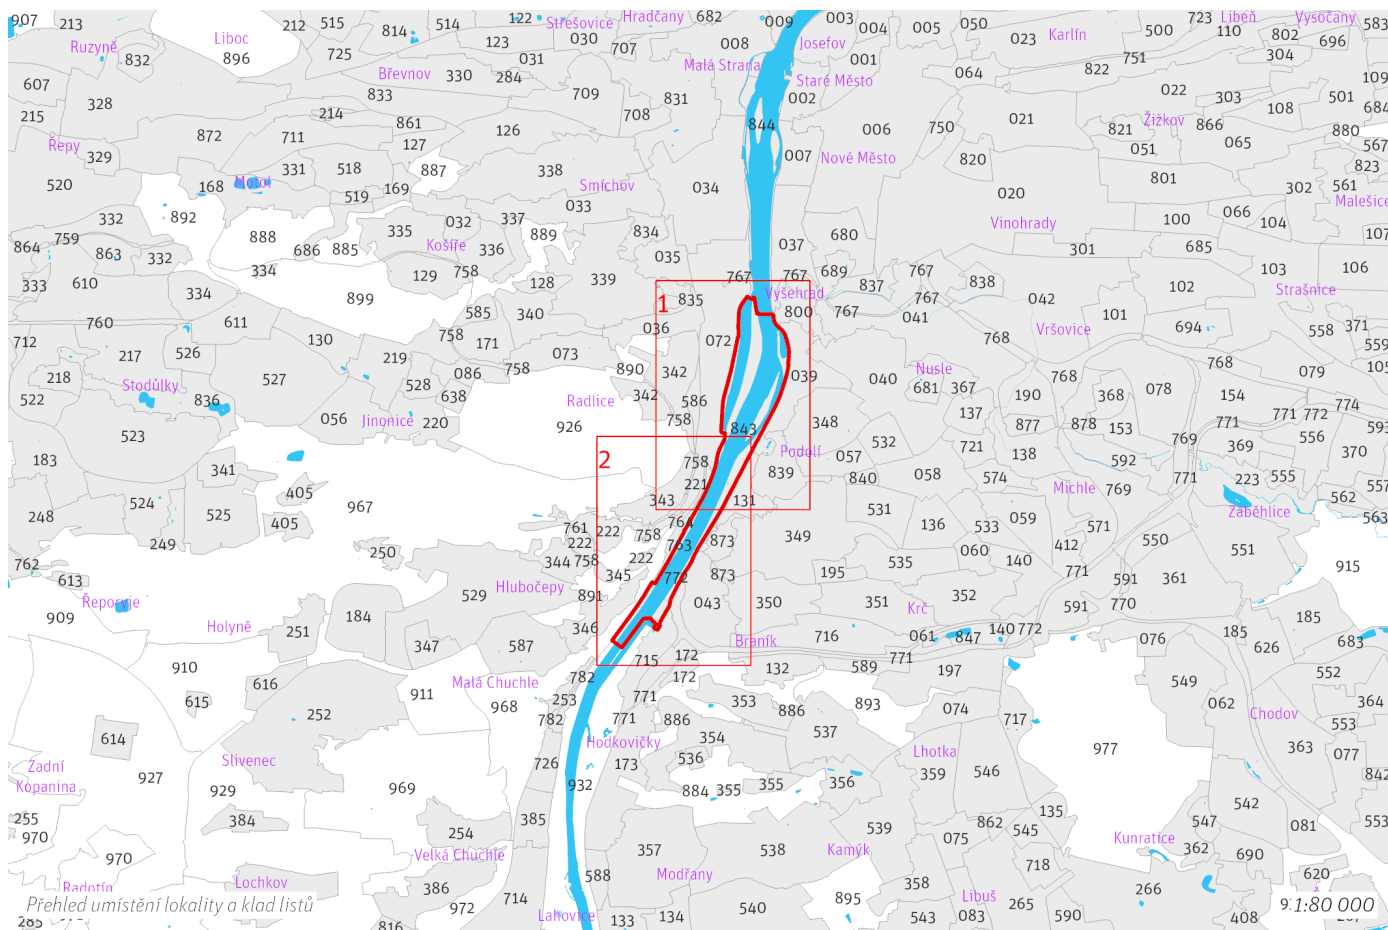 907 213 212 515 814 514 122 Střešovice Hradčany 682 009 003 004 005 050 723 Libeň Vysočany 583
Ruzyně 832 Liboc 896 725 123 030 707 008 Josefov 023 Karlín 500 110 802 696
607 328 Břevnov 330 284 031 Malá Strana 001 064 822 751 304 109
215 833 709 831 Staré Město 002 022 303 108 501 684
214 861 708 844 006 750 021 821 Žižkov 866 880
Řepy 329 872 711 127 126 007 Nové Město 820 051 065 567
520 168 Motol 331 518 887 338 Smíchov 034 801 302 561 823
332 892 519 169 033 020 Vinohrady 100 066 104 Malešice
864 759 863 332 888 686 885 335 032 337 Košíře 336 889 834 037 680 301 685 107
333 610 334 334 899 129 758 128 339 035 767 767 689 837 767 838 103 106
760 611 585 340 1 835 Vyšehrad 800 767 767 041 042 102 Strašnice
712 217 526 130 758 171 036 072 768 Vršovice 101 694 558 371 559
218 Stodůlky 527 219 086 758 073 890 342 039 040 Nusle 681 367 768 078 768 079 105
522 836 528 638 Radlice 342 586 190 368 154 774
523 056 Jinonice 220 926 758 843 348 137 877 878 153 771 771 772 593
183 341 2 758 Podolí 057 532 721 138 769 369 556 370
524 405 221 839 840 058 574 592 771 223 555 557
248 525 405 967 343 131 531 Michle 769 562
249 761 222 758 764 136 533 059 571 Záběhlice 563
762 250 222 763 873 349 535 060 412 550 551
613 344 758 222 140 771 915
Řeporyje 529 Hlubočepy 345 772 873 195 591 361
909 Holyně 251 184 891 043 350 351 Krč 352 591 770 185
347 587 346 Braník 716 061 847 140 772 076 185 626 683
910 616 Malá Chuchle 715 172 132 589 771 197 549 552
615 911 968 782 253 771 172 353 886 893 074 717 062 Chodov 364
252 782 771 886 537 553
614 Hodkovičky 354 Lhotka 977 363 077
Zadní Kopanina 927 Slivenec 726 173 536 359 546 842
929 969 932 884 355 355 356 542
255 970 384 254 385 539 075 862 545 135 547 081 553
970 Velká Chuchle 357 538 Kamýk Kunratice 362 690
Radotín Lochkov 386 588 Modřany 358 718 620
972 714 895 Libuš 266
Přehled umístění lokality a klad listů 1:80 000
285 816 Lahovice 133 134 540 543 083 265 590 408